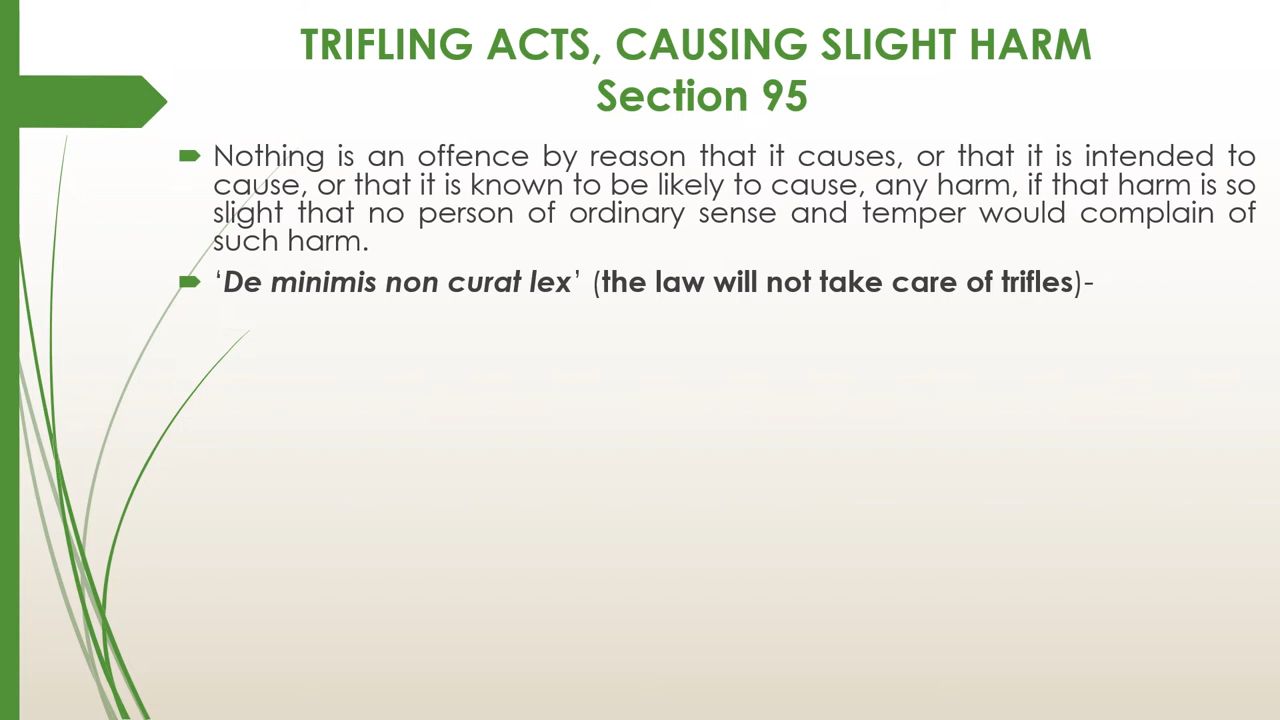 TRIFLING ACTS, CAUSING SLIGHT HARM
Section 95
Nothing is an offence by reason that it causes, or that it is intended to
cause, or that it is known to be likely to cause, any harm, if that harm is so
slight that no person of ordinary sense and temper would complain of
such harm.
‘De minimis non curat lex’ (the law will not take care of trifles)-